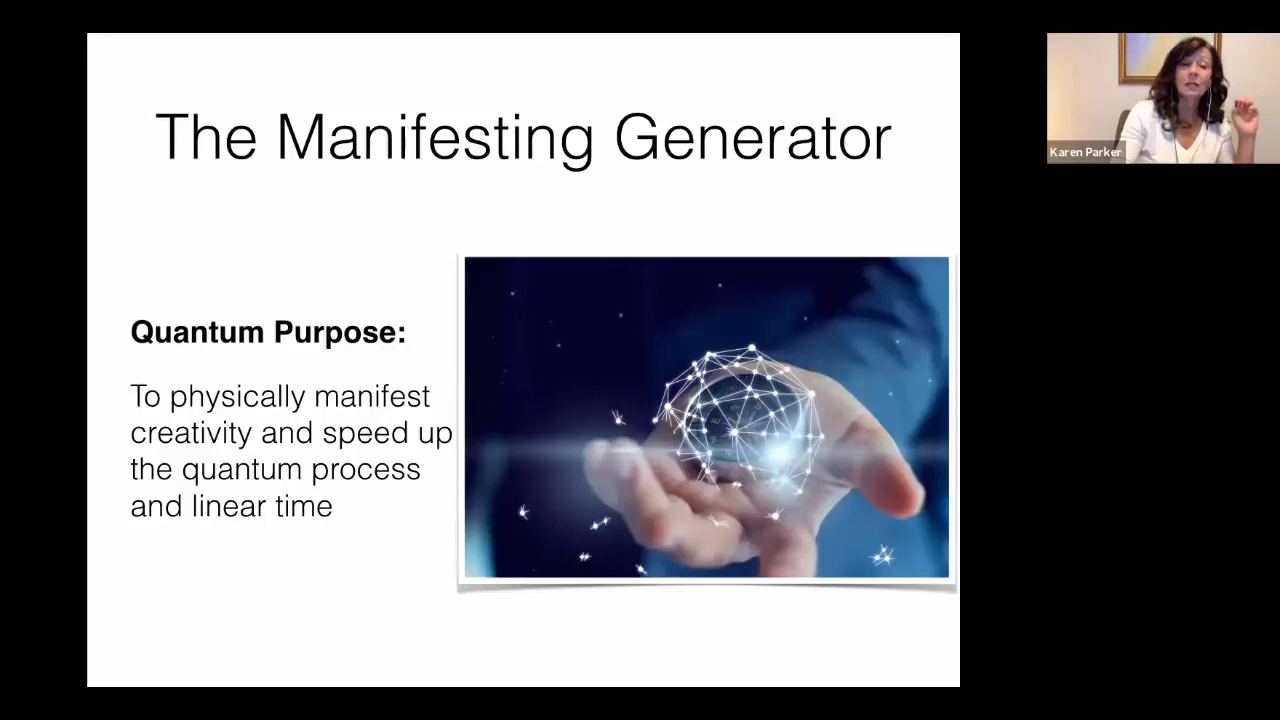 The Manifesting Generator
Karen Parker
Quantum Purpose:
To physically manifest
creativity and speed up
the quantum process
and linear time